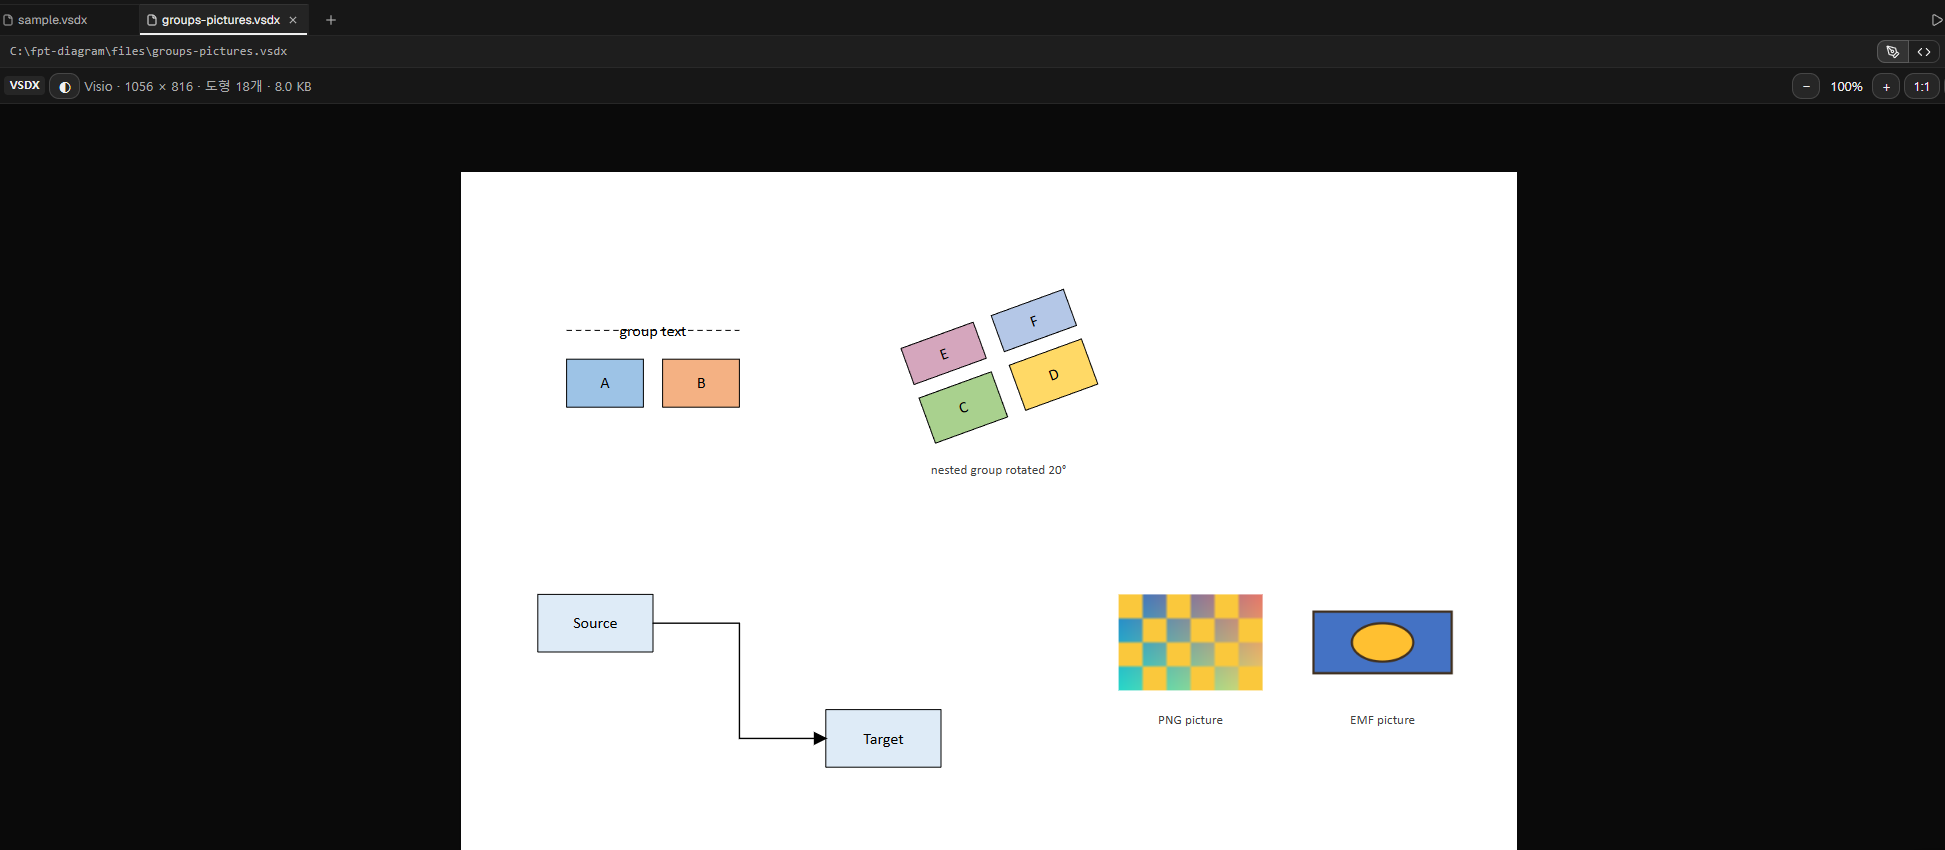 sample.vsdx
groups-pictures.vsdx
C:\fpt-diagram\files\groups-pictures.vsdx
VSDX
Visio · 1056 × 816 · 도형 18개 · 8.0 KB
100%
1:1
group text
A
B
E
F
C
D
nested group rotated 20°
Source
Target
PNG picture
EMF picture